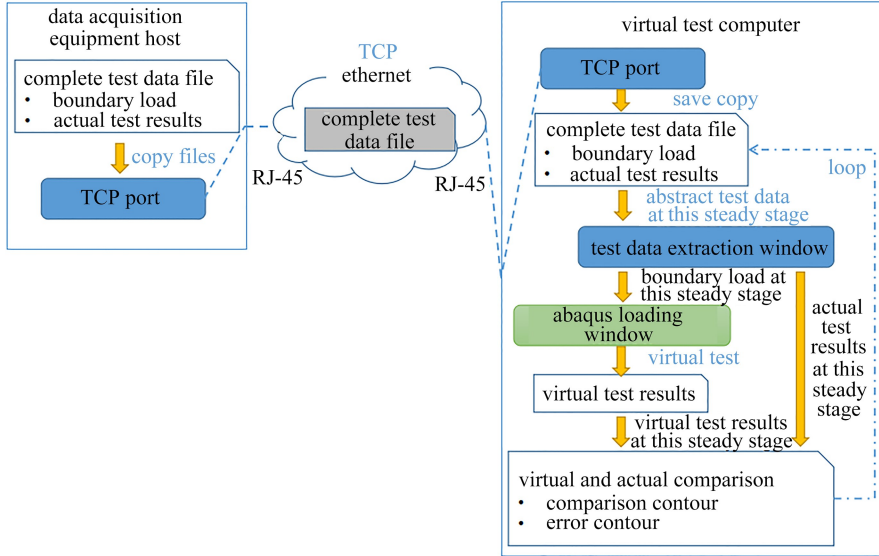 data acquisition
equipment host
complete test data file
• boundary load
• actual test results
copy files
TCP port
TCP
ethernet
complete test
data file
RJ-45
RJ-45
virtual test computer
TCP port
save copy
complete test data file
• boundary load
• actual test results
loop
abstract test data
at this steady stage
test data extraction window
boundary load at
this steady stage
abaqus loading
window
virtual test
virtual test results
virtual test results
at this steady stage
actual
test
results
at this
steady
stage
virtual and actual comparison
• comparison contour
• error contour